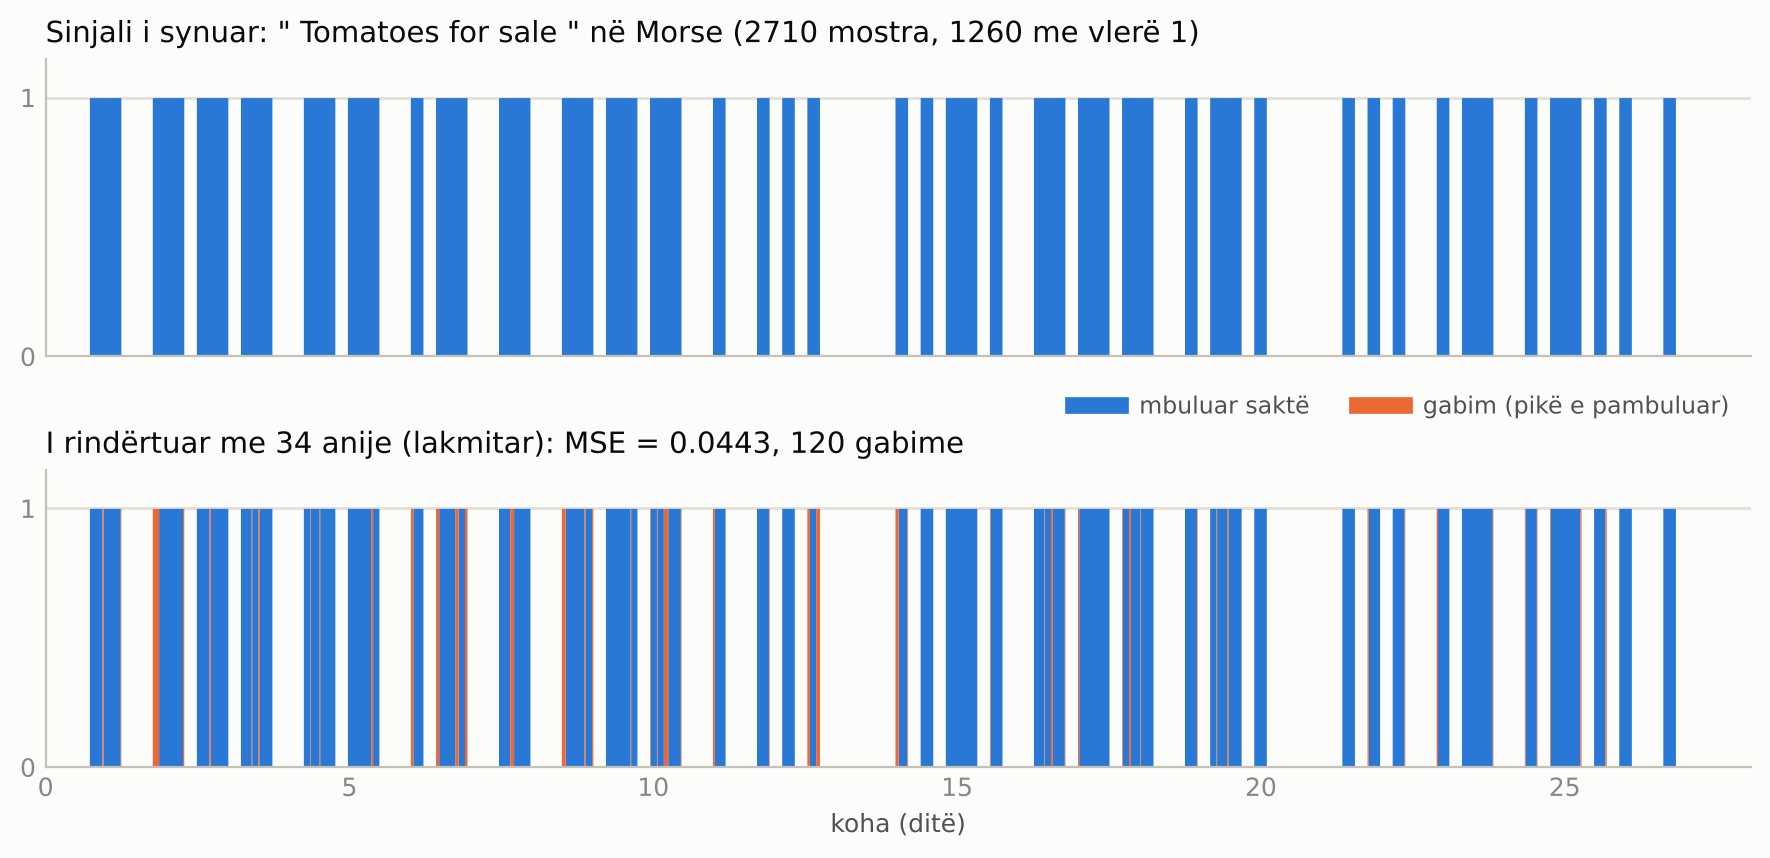 Sinjali i synuar: " Tomatoes for sale " në Morse (2710 mostra, 1260 me vlerë 1)
1
0
mbuluar saktë
gabim (pikë e pambuluar)
I rindërtuar me 34 anije (lakmitar): MSE = 0.0443, 120 gabime
1
0
0 5 10 15 20 25
koha (ditë)